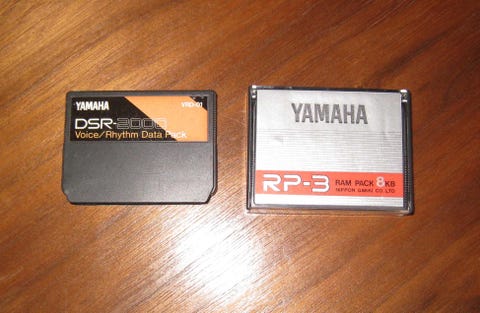 YAMAHA
VRD-01
DSR-2000
Voice/Rhythm Data Pack
YAMAHA
RP-3
RAM PACK 8 KB
NIPPON GAKKI CO. LTD.